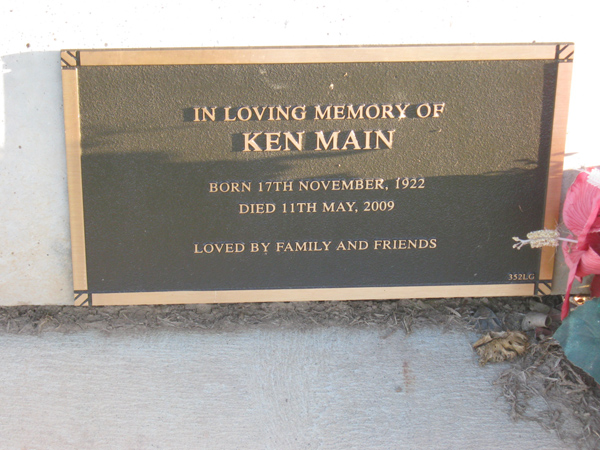 IN LOVING MEMORY OF
KEN MAIN
BORN 17TH NOVEMBER, 1922
DIED 11TH MAY, 2009
LOVED BY FAMILY AND FRIENDS
332LG